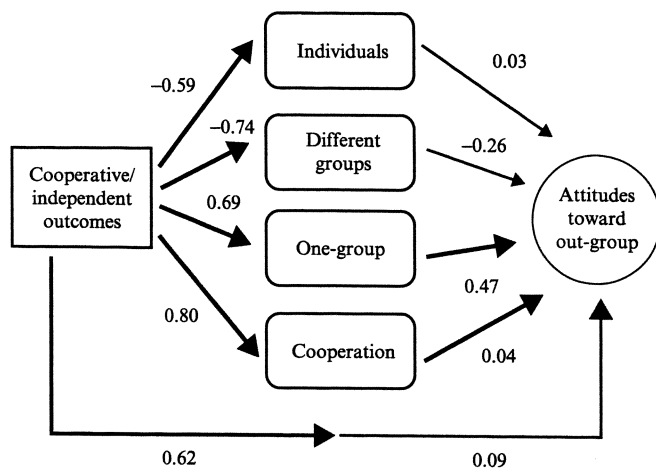 Individuals
0.03
−0.59
−0.74
Different
groups
−0.26
Cooperative/
independent
outcomes
Attitudes
toward
out-group
0.69
One-group
0.47
0.80
Cooperation
0.04
0.62
0.09